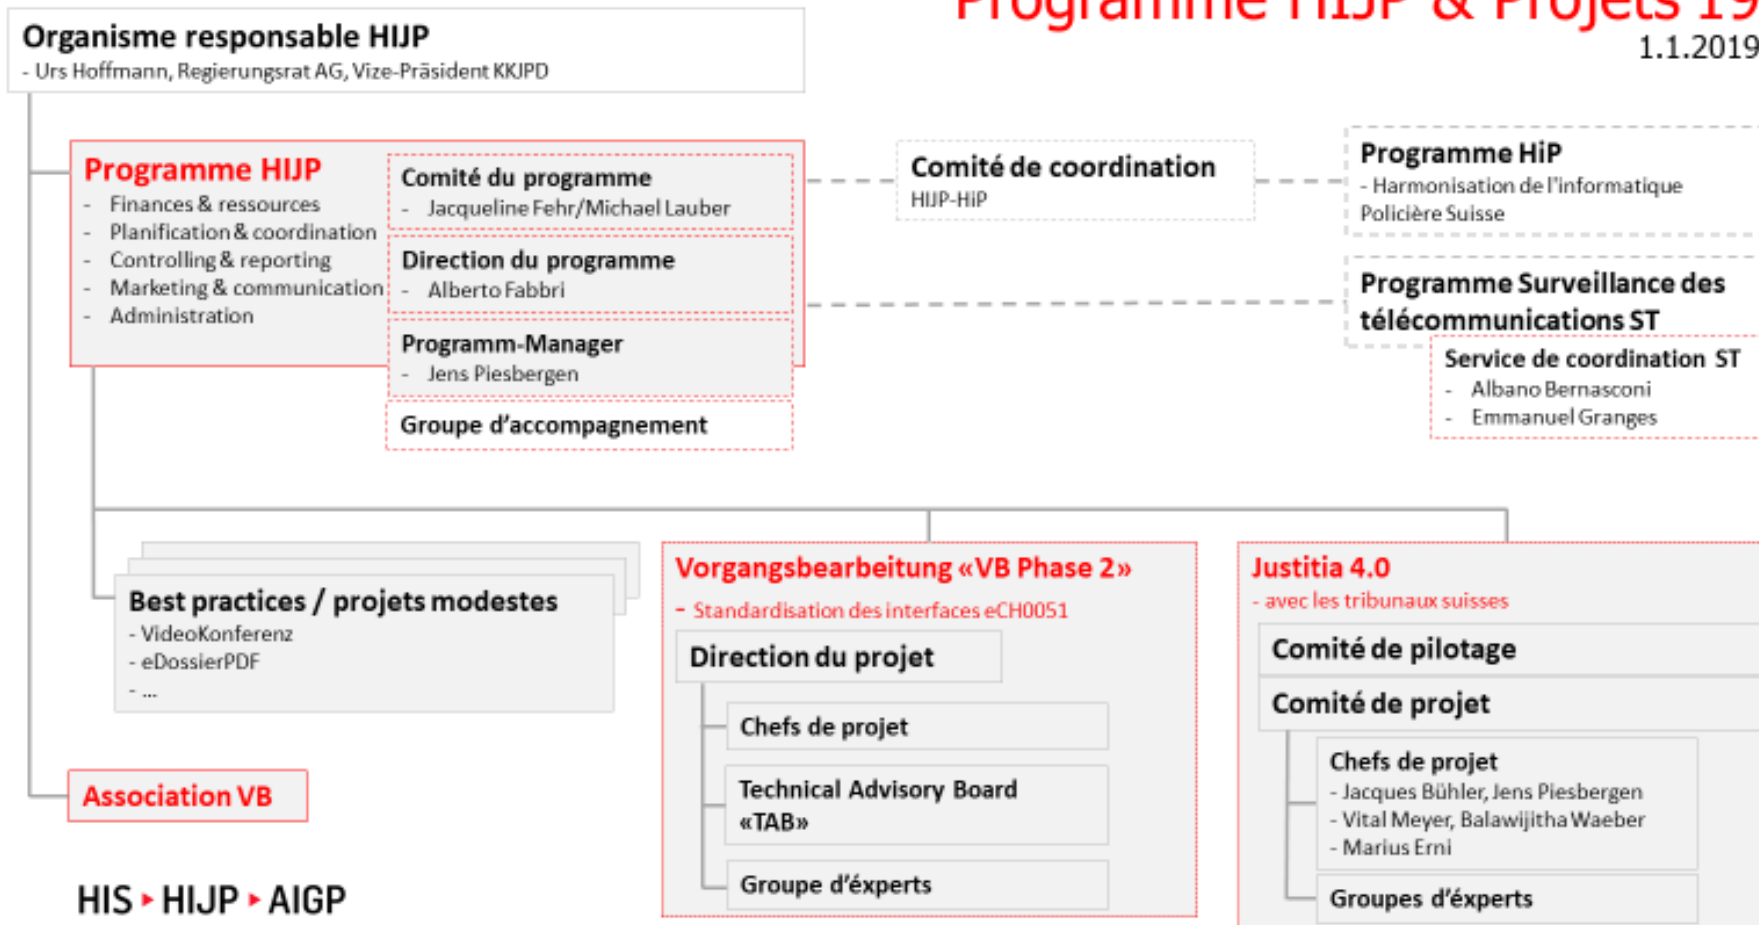 Programme HIJP & Projets 19
1.1.2019
Organisme responsable HIJP
- Urs Hoffmann, Regierungsrat AG, Vize-Präsident KKJPD
Programme HIJP
- Finances & ressources
- Planification & coordination
- Controlling & reporting
- Marketing & communication
- Administration
Comité du programme
- Jacqueline Fehr/Michael Lauber
Direction du programme
- Alberto Fabbri
Programm-Manager
- Jens Piesbergen
Groupe d'accompagnement
Comité de coordination
HIJP-HiP
Programme HiP
- Harmonisation de l'informatique
Policière Suisse
Programme Surveillance des
télécommunications ST
Service de coordination ST
- Albano Bernasconi
- Emmanuel Granges
Best practices / projets modestes
- VideoKonferenz
- eDossierPDF
- ...
Vorgangsbearbeitung «VB Phase 2»
- Standardisation des interfaces eCH0051
Direction du projet
Chefs de projet
Technical Advisory Board
«TAB»
Groupe d'éxperts
Justitia 4.0
- avec les tribunaux suisses
Comité de pilotage
Comité de projet
Chefs de projet
- Jacques Bühler, Jens Piesbergen
- Vital Meyer, Balawijitha Waeber
- Marius Erni
Groupes d'éxperts
Association VB
HIS ▸ HIJP ▸ AIGP